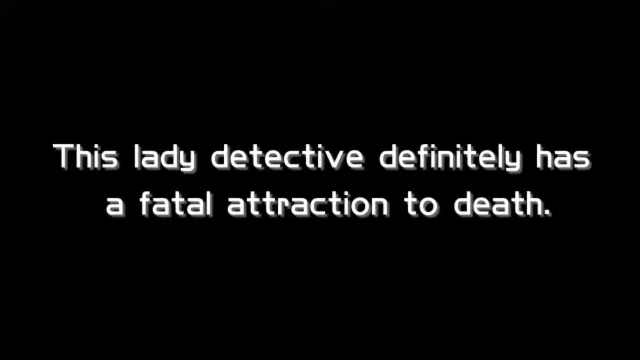 This lady detective definitely has
a fatal attraction to death.